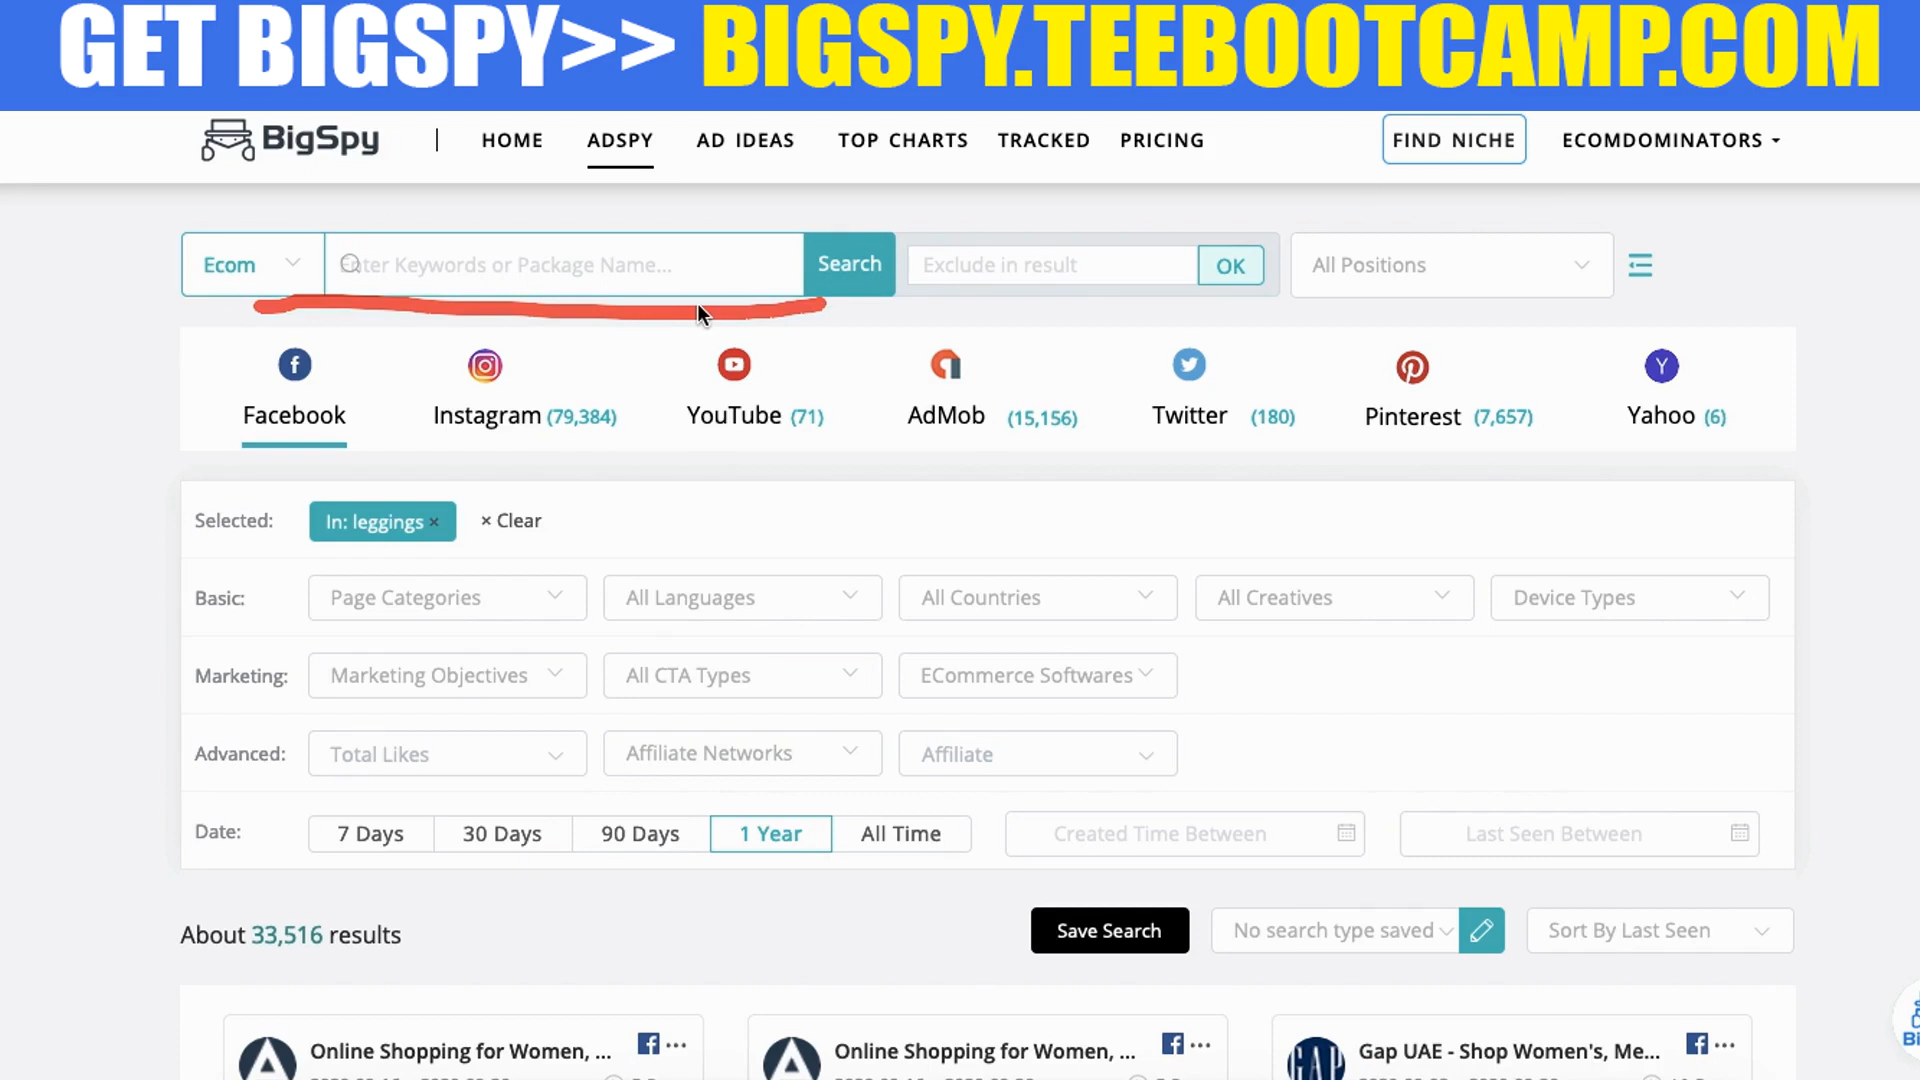 GET BIGSPY>> BIGSPY.TEEBOOTCAMP.COM
BigSpy | HOME ADSPY AD IDEAS TOP CHARTS TRACKED PRICING FIND NICHE ECOMDOMINATORS
Ecom Enter Keywords or Package Name... Search Exclude in result OK All Positions
Facebook Instagram (79,384) YouTube (71) AdMob (15,156) Twitter (180) Pinterest (7,657) Yahoo (6)
Selected: In: leggings × × Clear
Basic: Page Categories All Languages All Countries All Creatives Device Types
Marketing: Marketing Objectives All CTA Types ECommerce Softwares
Advanced: Total Likes Affiliate Networks Affiliate
Date: 7 Days 30 Days 90 Days 1 Year All Time Created Time Between Last Seen Between
About 33,516 results Save Search No search type saved Sort By Last Seen
Online Shopping for Women, ... Online Shopping for Women, ... GAP Gap UAE - Shop Women's, Me...